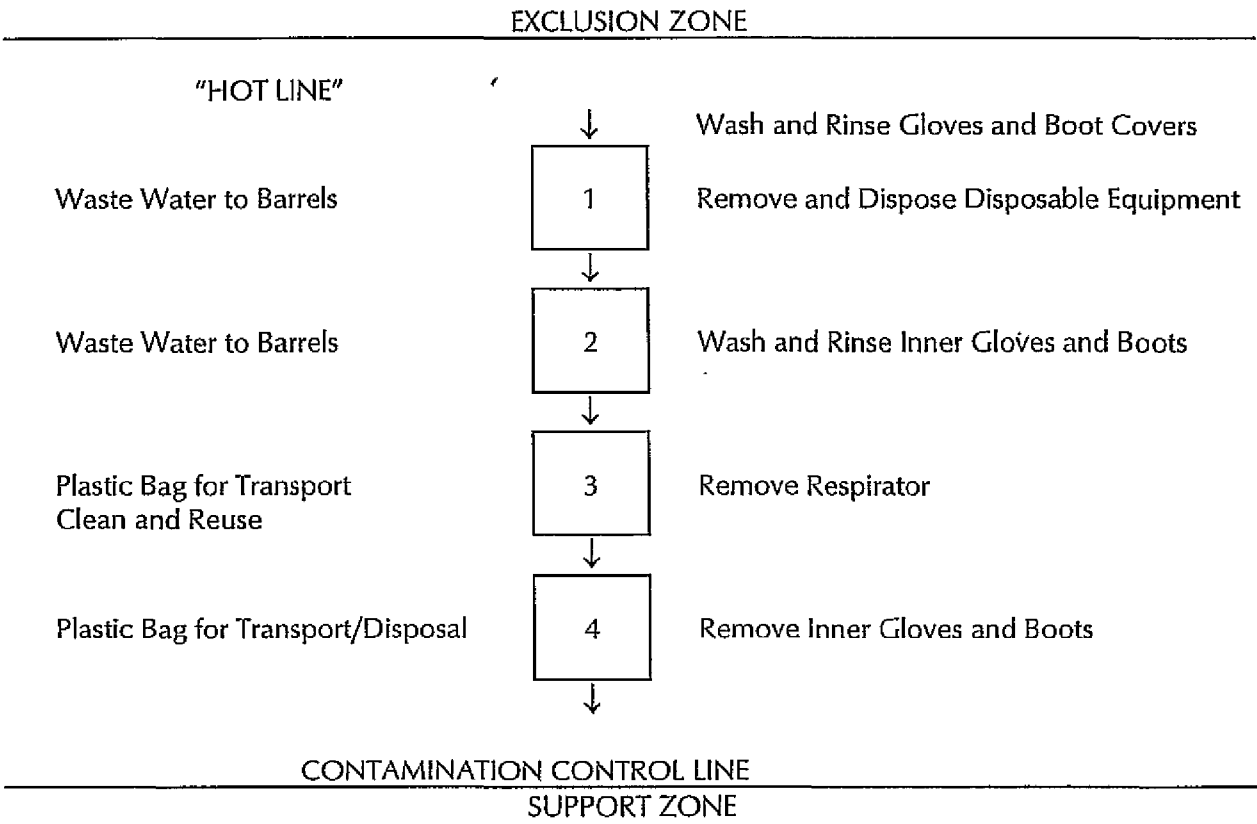 EXCLUSION ZONE
"HOT LINE"
Wash and Rinse Gloves and Boot Covers
Waste Water to Barrels
1
Remove and Dispose Disposable Equipment
Waste Water to Barrels
2
Wash and Rinse Inner Gloves and Boots
Plastic Bag for Transport
Clean and Reuse
3
Remove Respirator
Plastic Bag for Transport/Disposal
4
Remove Inner Gloves and Boots
CONTAMINATION CONTROL LINE
SUPPORT ZONE